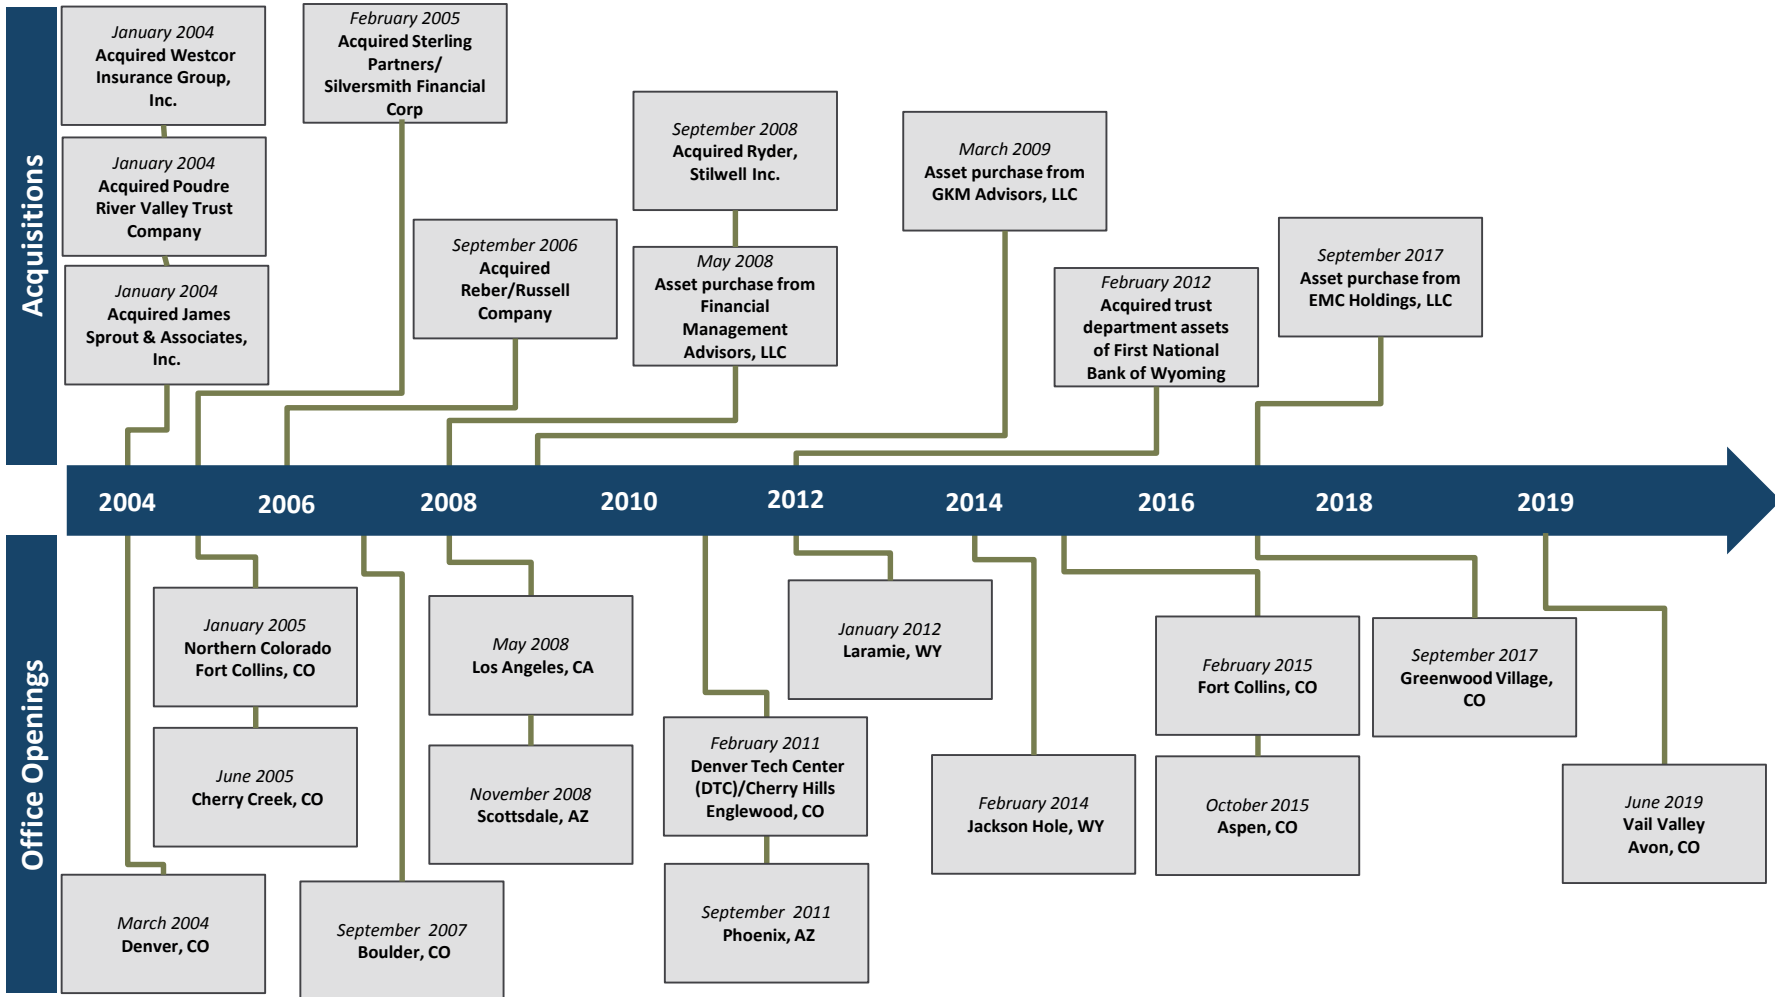 Acquisitions
January 2004
Acquired Westcor
Insurance Group,
Inc.
January 2004
Acquired Poudre
River Valley Trust
Company
January 2004
Acquired James
Sprout & Associates,
Inc.
February 2005
Acquired Sterling
Partners/
Silversmith Financial
Corp
September 2006
Acquired
Reber/Russell
Company
September 2008
Acquired Ryder,
Stilwell Inc.
May 2008
Asset purchase from
Financial
Management
Advisors, LLC
March 2009
Asset purchase from
GKM Advisors, LLC
February 2012
Acquired trust
department assets
of First National
Bank of Wyoming
September 2017
Asset purchase from
EMC Holdings, LLC
2004 2006 2008 2010 2012 2014 2016 2018 2019
Office Openings
March 2004
Denver, CO
January 2005
Northern Colorado
Fort Collins, CO
June 2005
Cherry Creek, CO
September 2007
Boulder, CO
May 2008
Los Angeles, CA
November 2008
Scottsdale, AZ
February 2011
Denver Tech Center
(DTC)/Cherry Hills
Englewood, CO
September 2011
Phoenix, AZ
January 2012
Laramie, WY
February 2014
Jackson Hole, WY
February 2015
Fort Collins, CO
October 2015
Aspen, CO
September 2017
Greenwood Village,
CO
June 2019
Vail Valley
Avon, CO